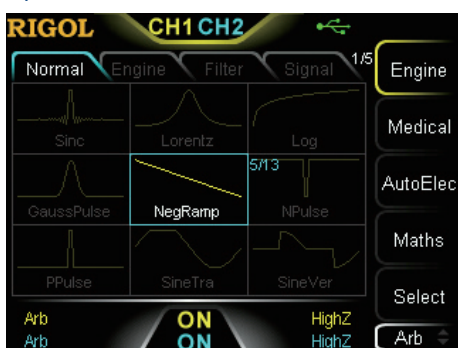 RIGOL CH1 CH2
Normal Engine Filter Signal 1/5
Engine
Sinc Lorentz Log
Medical
5/13
GaussPulse NegRamp NPulse
AutoElec
Maths
PPulse SineTra SineVer
Select
Arb ON HighZ
Arb ON HighZ
Arb